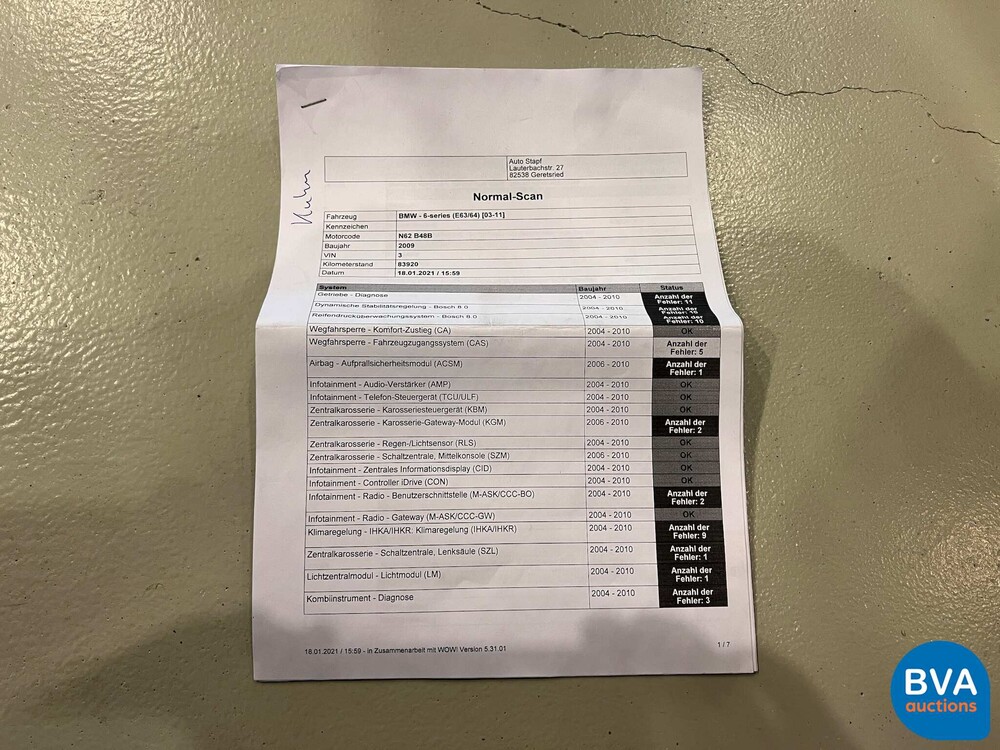 Kuhn
Auto Stapf
Lauterbachstr. 27
82538 Geretsried
Normal-Scan
Fahrzeug BMW - 6-series (E63/64) [03-11]
Kennzeichen
Motorcode N62 B48B
Baujahr 2009
VIN 3
Kilometerstand 83920
Datum 18.01.2021 / 15:59
System Baujahr Status
Getriebe - Diagnose 2004 - 2010 Anzahl der
Fehler: 11
Dynamische Stabilitätsregelung - Bosch 8.0 2004 - 2010 Anzahl der
Fehler:
Reifendrucküberwachungssystem - Bosch 8.0 2004 - 2010 Anzahl der
Fehler: 10
Wegfahrsperre - Komfort-Zustieg (CA) 2004 - 2010 OK
Wegfahrsperre - Fahrzeugzugangssystem (CAS) 2004 - 2010 Anzahl der
Fehler: 5
Airbag - Aufprallsicherheitsmodul (ACSM) 2006 - 2010 Anzahl der
Fehler: 1
Infotainment - Audio-Verstärker (AMP) 2004 - 2010 OK
Infotainment - Telefon-Steuergerät (TCU/ULF) 2004 - 2010 OK
Zentralkarosserie - Karosseriesteuergerät (KBM) 2004 - 2010 OK
Zentralkarosserie - Karosserie-Gateway-Modul (KGM) 2006 - 2010 Anzahl der
Fehler: 2
Zentralkarosserie - Regen-/Lichtsensor (RLS) 2004 - 2010 OK
Zentralkarosserie - Schaltzentrale, Mittelkonsole (SZM) 2006 - 2010 OK
Infotainment - Zentrales Informationsdisplay (CID) 2004 - 2010 OK
Infotainment - Controller iDrive (CON) 2004 - 2010 OK
Infotainment - Radio - Benutzerschnittstelle (M-ASK/CCC-BO) 2004 - 2010 Anzahl der
Fehler: 2
Infotainment - Radio - Gateway (M-ASK/CCC-GW) 2004 - 2010 OK
Klimaregelung - IHKA/IHKR: Klimaregelung (IHKA/IHKR) 2004 - 2010 Anzahl der
Fehler: 9
Zentralkarosserie - Schaltzentrale, Lenksäule (SZL) 2004 - 2010 Anzahl der
Fehler: 1
Lichtzentralmodul - Lichtmodul (LM) 2004 - 2010 Anzahl der
Fehler: 1
Kombiinstrument - Diagnose 2004 - 2010 Anzahl der
Fehler: 3
18.01.2021 / 15:59 - in Zusammenarbeit mit WOW! Version 5.31.01
1 / 7
BVA
auctions